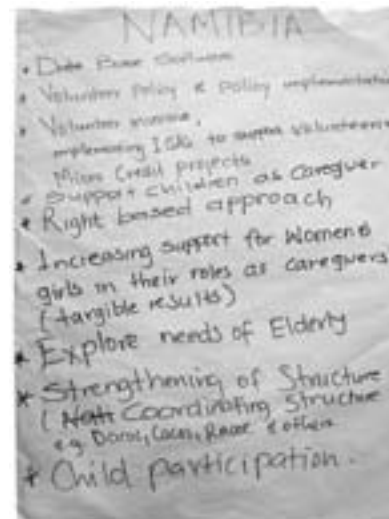 NAMIBIA
• Data Base Software
• Volunteer Policy & Policy implementation
• Volunteer
implementing to support volunteers
Micro Credit projects
• Support children as Caregiver
• Right based approach
• Increasing support for Women &
girls in their roles as caregivers
(tangible results)
* Explore needs of Elderly
* Strengthening of Structure
( Coordinating Structure
e.g. & others
+ Child participation.